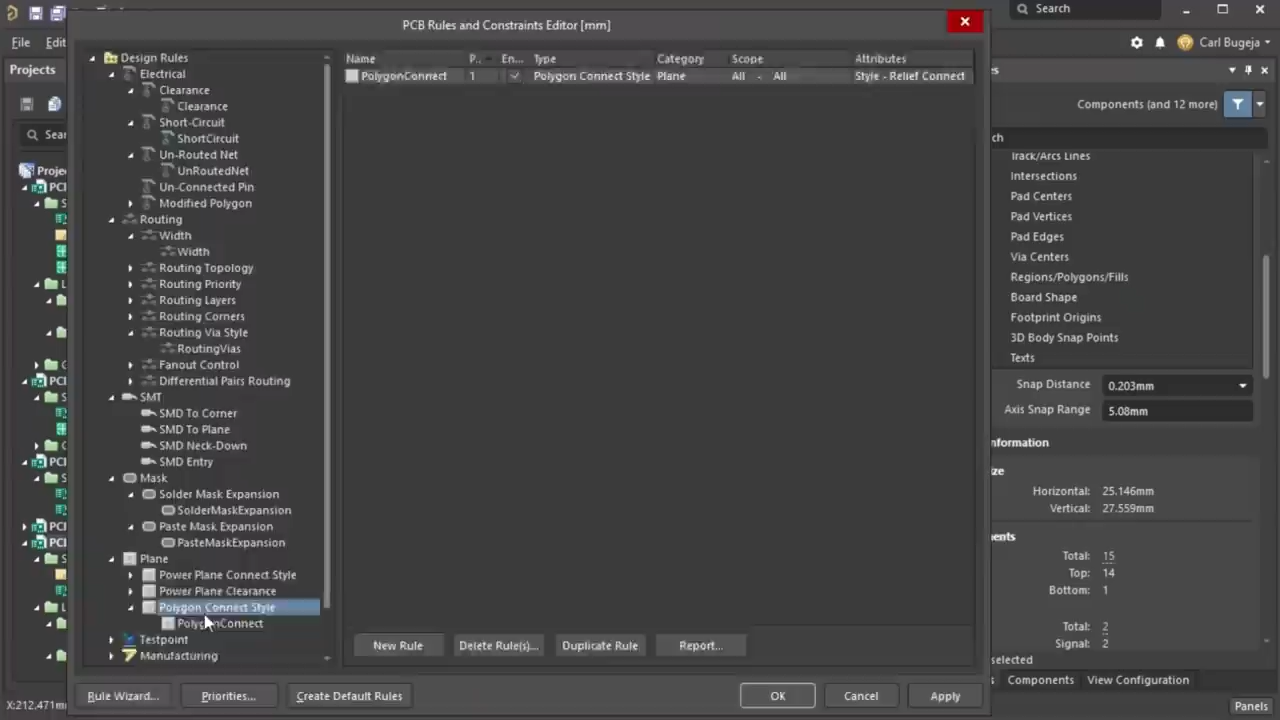 PCB Rules and Constraints Editor [mm]
Search
File Edit
Carl Bugeja
Projects
Design Rules
Electrical
Clearance
Clearance
Short-Circuit
ShortCircuit
Un-Routed Net
UnRoutedNet
Un-Connected Pin
Modified Polygon
Routing
Width
Width
Routing Topology
Routing Priority
Routing Layers
Routing Corners
Routing Via Style
RoutingVias
Fanout Control
Differential Pairs Routing
SMT
SMD To Corner
SMD To Plane
SMD Neck-Down
SMD Entry
Mask
Solder Mask Expansion
SolderMaskExpansion
Paste Mask Expansion
PasteMaskExpansion
Plane
Power Plane Connect Style
Power Plane Clearance
Polygon Connect Style
PolygonConnect
Testpoint
Manufacturing
Name P.. En... Type Category Scope Attributes
PolygonConnect 1 Polygon Connect Style Plane All - All Style - Relief Connect
New Rule Delete Rule(s)... Duplicate Rule Report...
Rule Wizard... Priorities... Create Default Rules OK Cancel Apply
Components (and 12 more)
Track/Arcs Lines
Intersections
Pad Centers
Pad Vertices
Pad Edges
Via Centers
Regions/Polygons/Fills
Board Shape
Footprint Origins
3D Body Snap Points
Texts
Snap Distance 0.203mm
Axis Snap Range 5.08mm
Horizontal: 25.146mm
Vertical: 27.559mm
Total: 15
Top: 14
Bottom: 1
Total: 2
Signal: 2
selected
Components View Configuration
X:212,471m
Panels